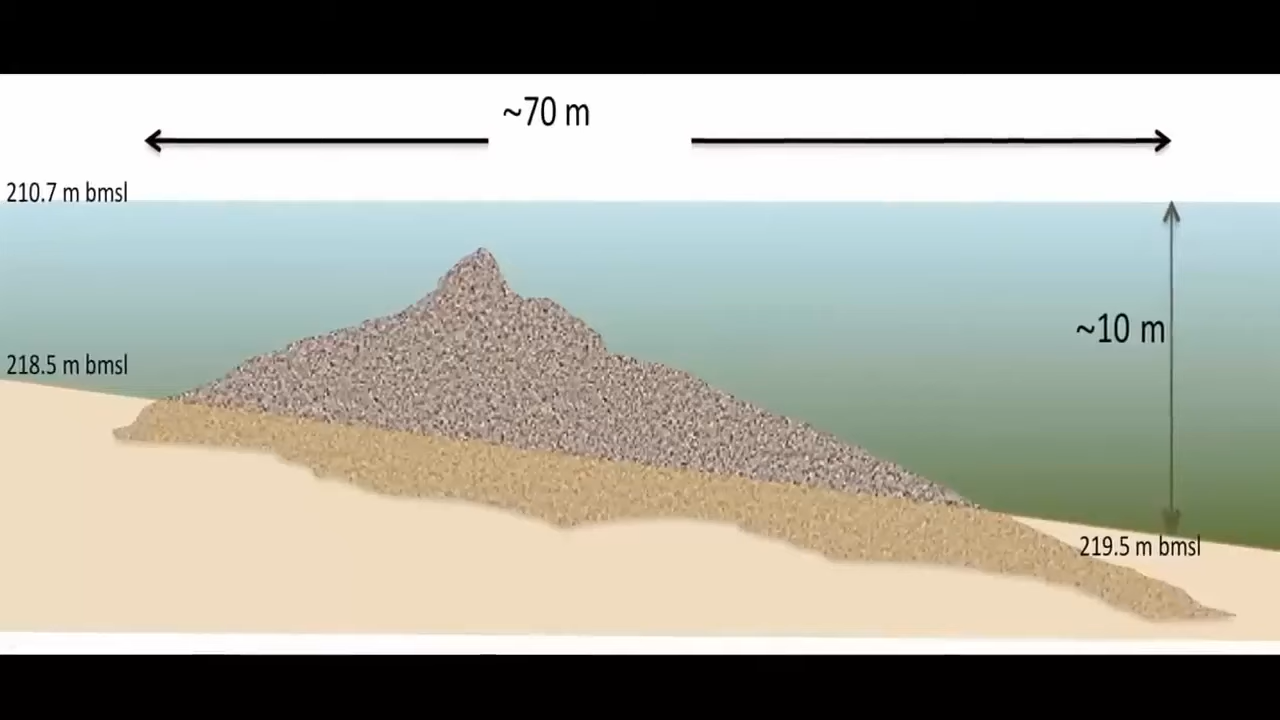 ~70 m
210.7 m bmsl
~10 m
218.5 m bmsl
219.5 m bmsl